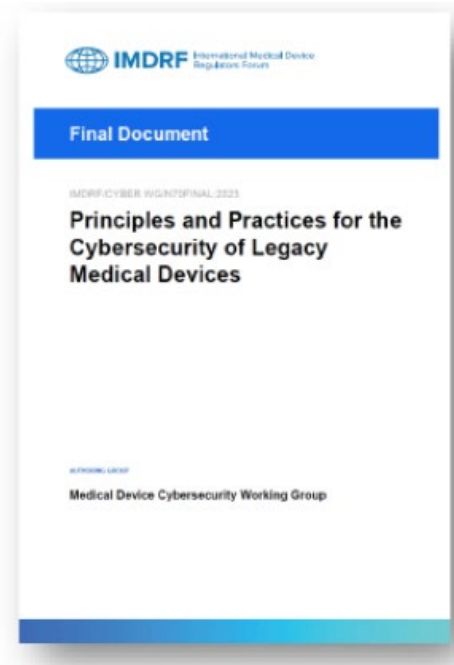 IMDRF International Medical Device
Regulators Forum
Final Document
IMDRF/CYBER WG/N70FINAL:2023
Principles and Practices for the
Cybersecurity of Legacy
Medical Devices
AUTHORING GROUP
Medical Device Cybersecurity Working Group